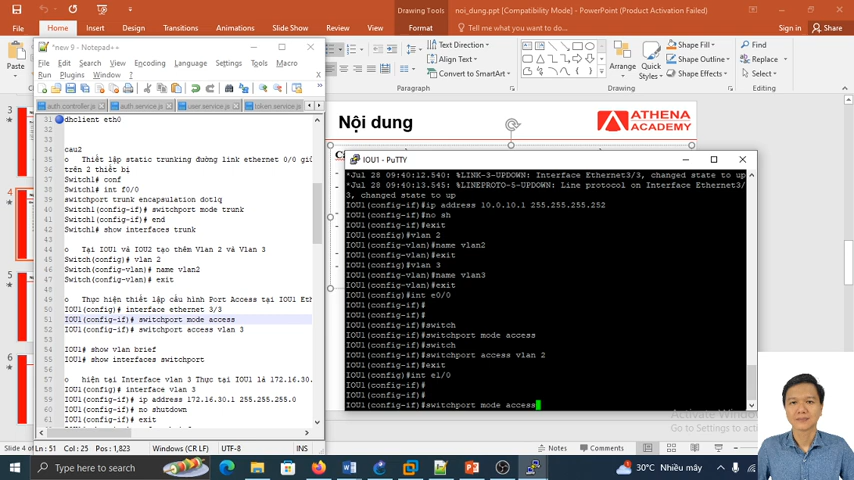 Drawing Tools
noi_dung.ppt [Compatibility Mode] - PowerPoint (Product Activation Failed)
File
Home
Insert
Design
Transitions
Animations
Slide Show
Review
View
Format
Tell me what you want to do...
Sign in
Share
Paste
Text Direction
Align Text
Convert to SmartArt
Arrange
Quick
Styles
Shape Fill
Shape Outline
Shape Effects
Find
Replace
Select
Drawing
Editing
*new 9 - Notepad++
File Edit Search View Encoding Language Settings Tools Macro
Run Plugins Window ?
auth.controller.js
auth.service.js
user.service.js
token.service.js
31 dhclient eth0
32
33
34 cau2
35 o Thiết lập static trunking đường link ethernet 0/0 giữ
36 trên 2 thiết bị
37 Switch1# conf
38 Switch1# int f0/0
39 switchport trunk encapsulation dot1q
40 Switch1(config-if)# switchport mode trunk
41 Switch1(config-if)# end
42 Switch1# show interfaces trunk
43
44 o Tại IOU1 và IOU2 tạo thêm Vlan 2 và Vlan 3
45 Switch(config)# vlan 2
46 Switch(config-vlan)# name vlan2
47 Switch(config-vlan)# exit
48
49 o Thực hiện thiết lập cấu hình Port Access tại IOU1 Eth
50 IOU1(config)# interface ethernet 3/3
51 IOU1(config-if)# switchport mode access
52 IOU1(config-if)# switchport access vlan 3
53
54 IOU1# show vlan brief
55 IOU1# show interfaces switchport
56
57 o hiện tại Interface vlan 3 Thực tại IOU1 là 172.16.30.
58 IOU1(config)# interface vlan 3
59 IOU1(config-if)# ip address 172.16.30.1 255.255.255.0
60 IOU1(config-if)# no shutdown
61 IOU1(config-if)# exit
Ln : 51 Col : 25 Pos : 1,823
Windows (CR LF)
UTF-8
INS
3
4
5
6
Nội dung
ATHENA
ACADEMY
IOU1 - PuTTY
*Jul 28 09:40:12.540: %LINK-3-UPDOWN: Interface Ethernet3/3, changed state to up
*Jul 28 09:40:13.545: %LINEPROTO-5-UPDOWN: Line protocol on Interface Ethernet3/
3, changed state to up
IOU1(config-if)#ip address 10.0.10.1 255.255.255.252
IOU1(config-if)#no sh
IOU1(config-if)#exit
IOU1(config)#vlan 2
IOU1(config-vlan)#name vlan2
IOU1(config-vlan)#exit
IOU1(config)#vlan 3
IOU1(config-vlan)#name vlan3
IOU1(config-vlan)#exit
IOU1(config)#int e0/0
IOU1(config-if)#
IOU1(config-if)#
IOU1(config-if)#switch
IOU1(config-if)#switchport mode access
IOU1(config-if)#switch
IOU1(config-if)#switchport access vlan 2
IOU1(config-if)#exit
IOU1(config)#int e1/0
IOU1(config-if)#
IOU1(config-if)#
IOU1(config-if)#switchport mode access
Activate Windows
Go to Settings to activ
Slide 4 of
Notes
Comments
Type here to search
30°C Nhiều mây